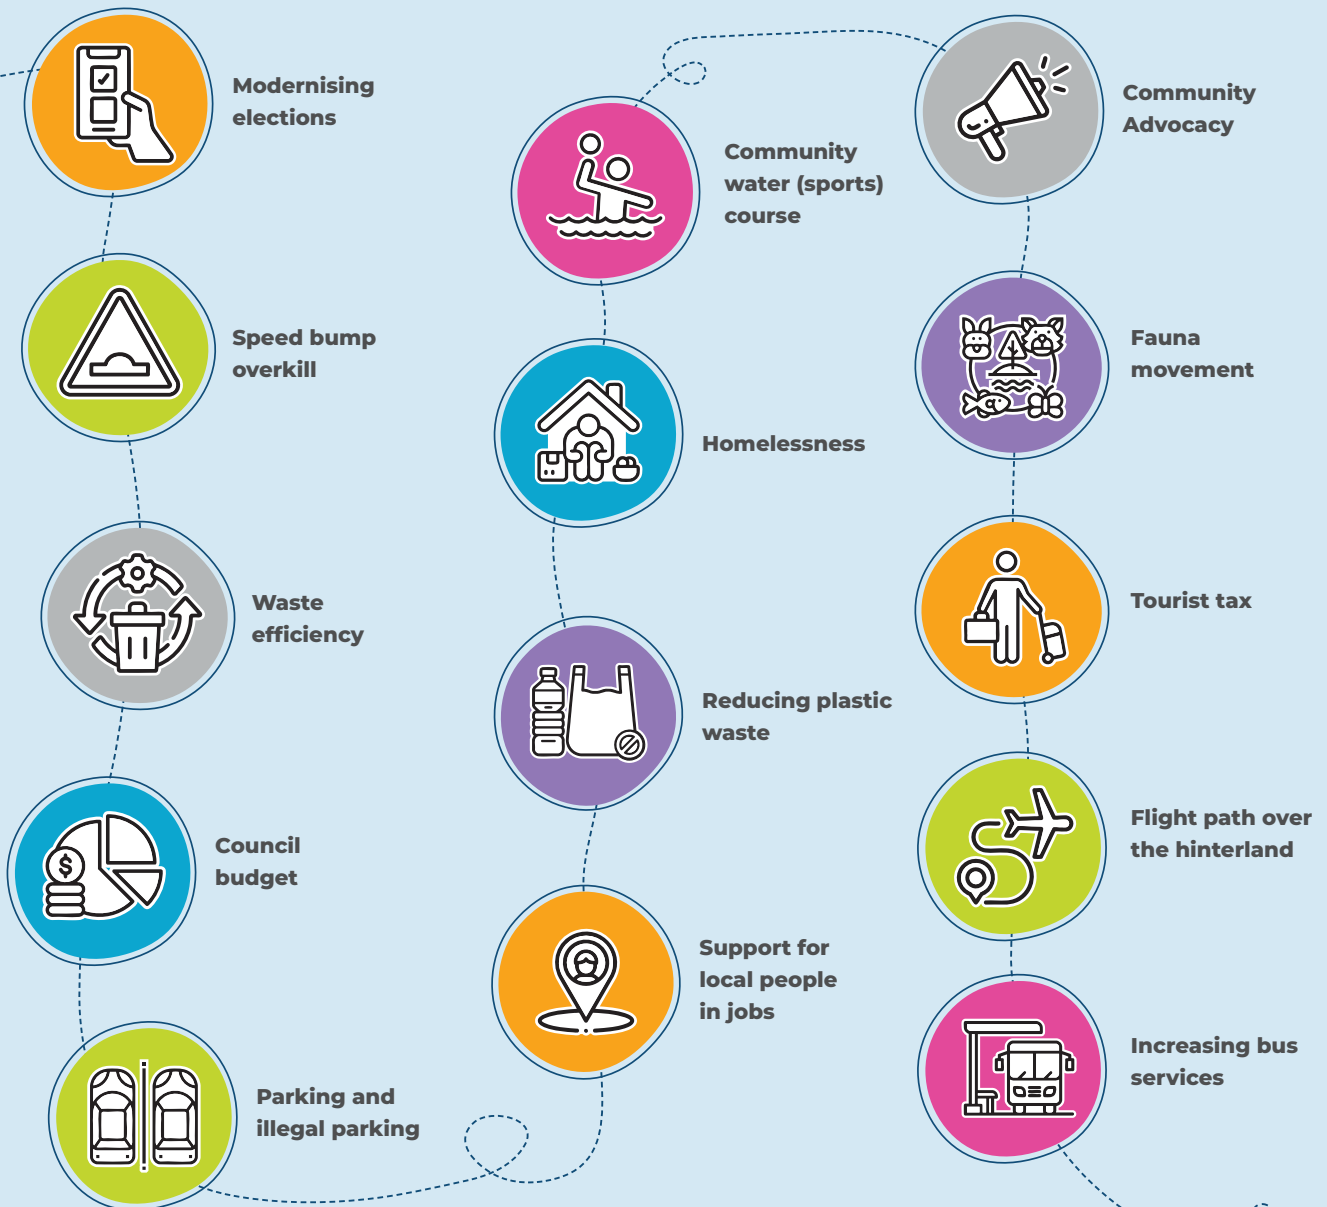 Modernising
elections
Speed bump
overkill
Waste
efficiency
Council
budget
$
Parking and
illegal parking
Community
water (sports)
course
Homelessness
Reducing plastic
waste
Support for
local people
in jobs
Community
Advocacy
Fauna
movement
Tourist tax
Flight path over
the hinterland
Increasing bus
services